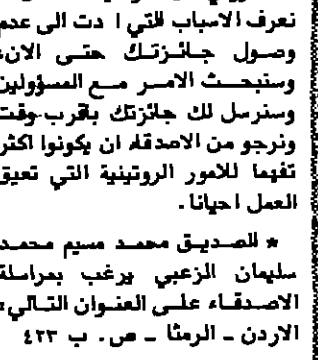 نعرف الاسباب التي ادت الى عدم
وصول جائزتك حتى الان،
وسنبحث الامر مع المسؤولين
وسنرسل لك جائزتك باقرب وقت
ونرجو من الاصدقاء ان يكونوا اكثر
تفهما للامور الروتينية التي تعيق
العمل احيانا .
* للصديق محمد مسيم محمد
سليمان الزعبي يرغب بمراسلة
الاصدقاء على العنوان التالي:
الاردن - الرمثا - ص. ب ٤٢٣